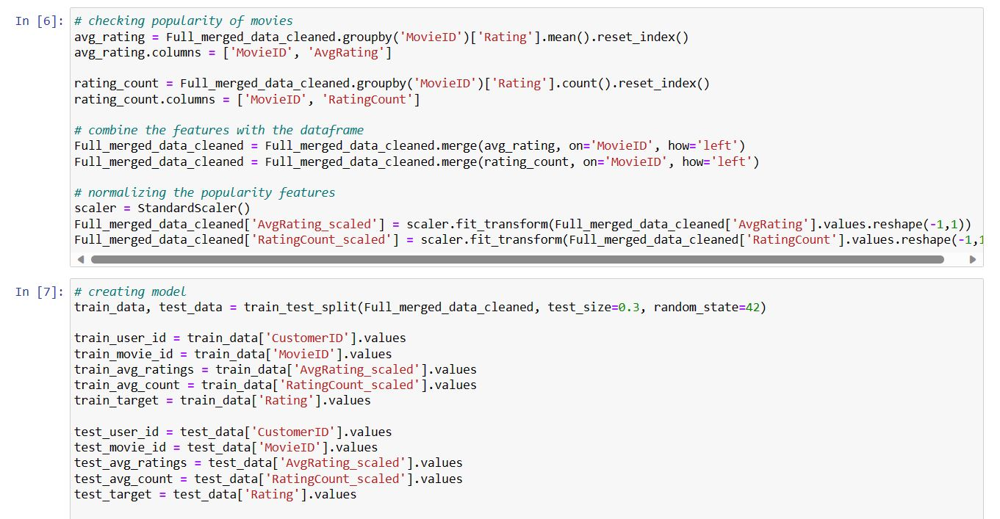 In [6]:
# checking popularity of movies
avg_rating = Full_merged_data_cleaned.groupby('MovieID')['Rating'].mean().reset_index()
avg_rating.columns = ['MovieID', 'AvgRating']
rating_count = Full_merged_data_cleaned.groupby('MovieID')['Rating'].count().reset_index()
rating_count.columns = ['MovieID', 'RatingCount']
# combine the features with the dataframe
Full_merged_data_cleaned = Full_merged_data_cleaned.merge(avg_rating, on='MovieID', how='left')
Full_merged_data_cleaned = Full_merged_data_cleaned.merge(rating_count, on='MovieID', how='left')
# normalizing the popularity features
scaler = StandardScaler()
Full_merged_data_cleaned['AvgRating_scaled'] = scaler.fit_transform(Full_merged_data_cleaned['AvgRating'].values.reshape(-1,1))
Full_merged_data_cleaned['RatingCount_scaled'] = scaler.fit_transform(Full_merged_data_cleaned['RatingCount'].values.reshape(-1,1
In [7]:
# creating model
train_data, test_data = train_test_split(Full_merged_data_cleaned, test_size=0.3, random_state=42)
train_user_id = train_data['CustomerID'].values
train_movie_id = train_data['MovieID'].values
train_avg_ratings = train_data['AvgRating_scaled'].values
train_avg_count = train_data['RatingCount_scaled'].values
train_target = train_data['Rating'].values
test_user_id = test_data['CustomerID'].values
test_movie_id = test_data['MovieID'].values
test_avg_ratings = test_data['AvgRating_scaled'].values
test_avg_count = test_data['RatingCount_scaled'].values
test_target = test_data['Rating'].values